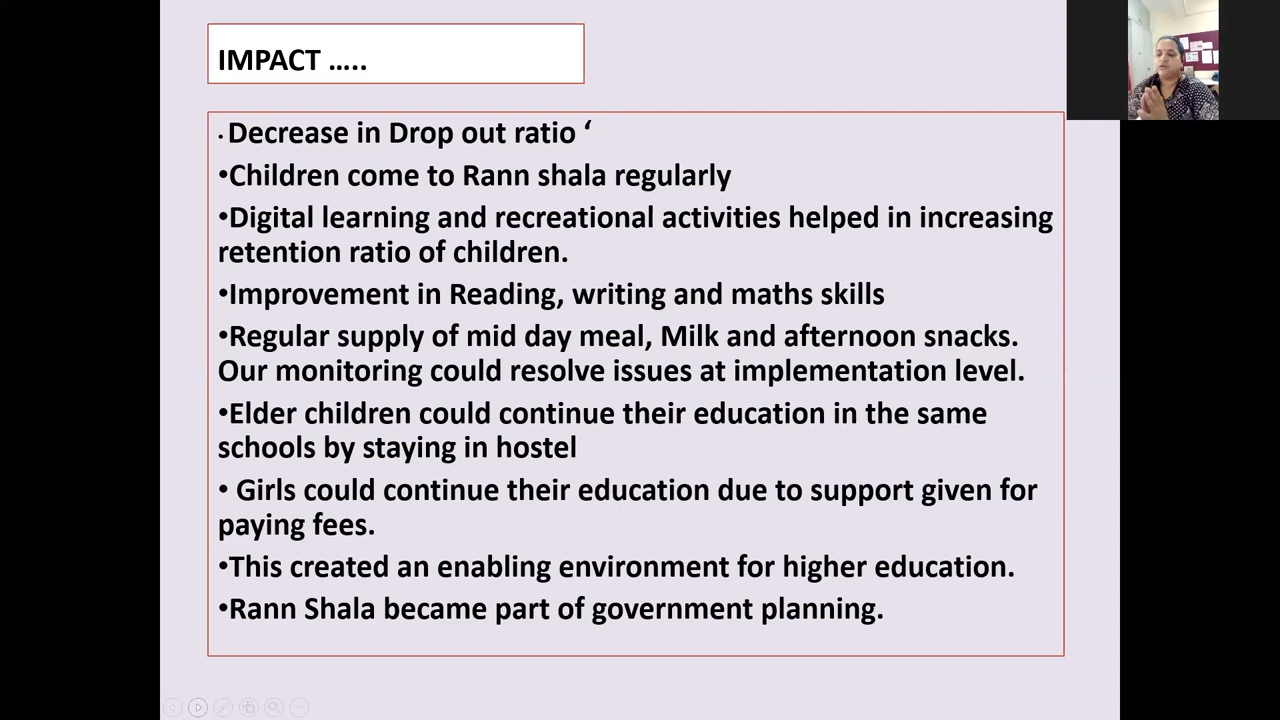 IMPACT …..
• Decrease in Drop out ratio ‘
•Children come to Rann shala regularly
•Digital learning and recreational activities helped in increasing
retention ratio of children.
•Improvement in Reading, writing and maths skills
•Regular supply of mid day meal, Milk and afternoon snacks.
Our monitoring could resolve issues at implementation level.
•Elder children could continue their education in the same
schools by staying in hostel
• Girls could continue their education due to support given for
paying fees.
•This created an enabling environment for higher education.
•Rann Shala became part of government planning.